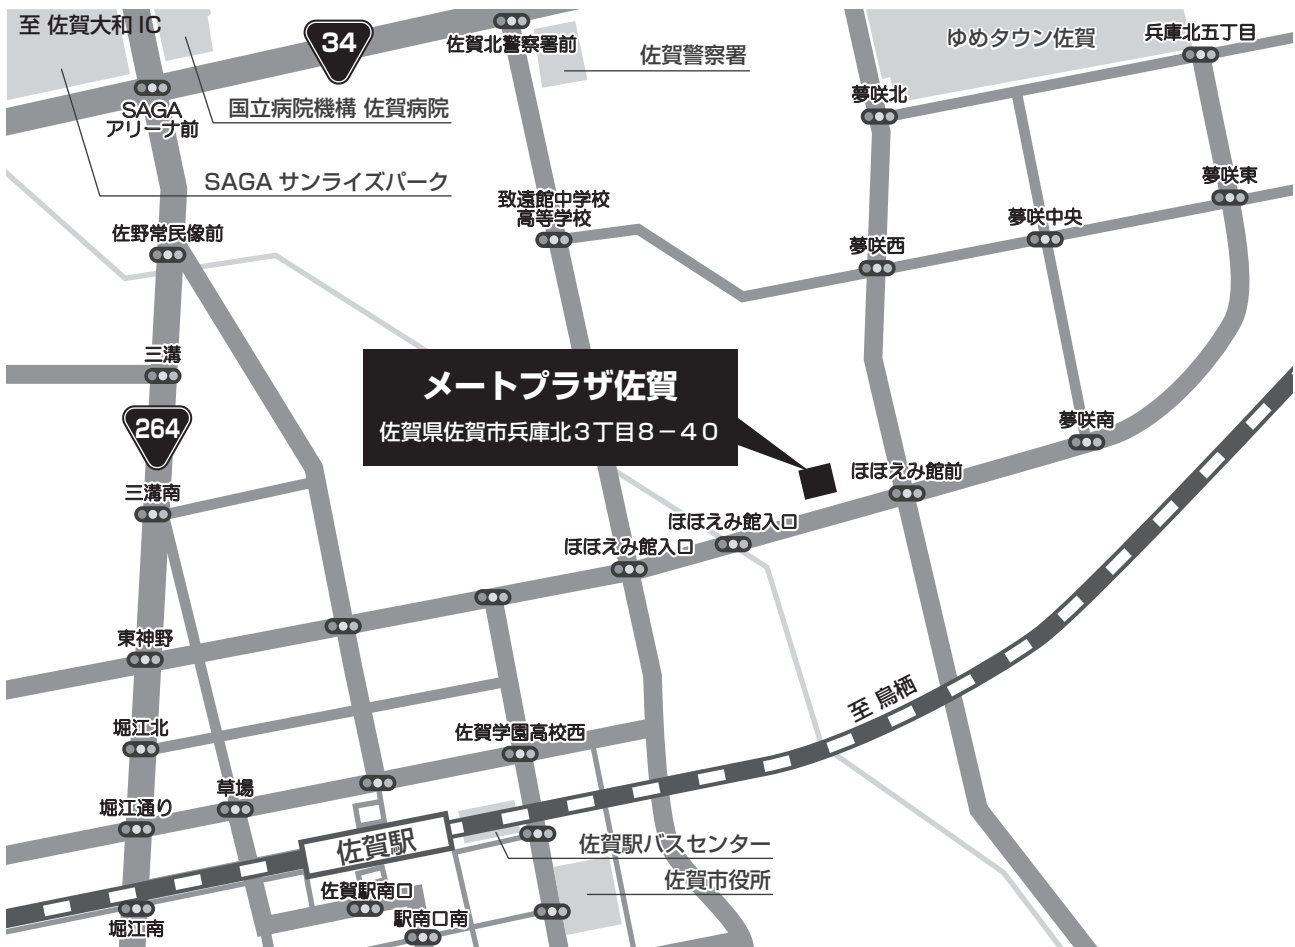 至 佐賀大和 IC
34
佐賀北警察署前
佐賀警察署
ゆめタウン佐賀
兵庫北五丁目
SAGA
アリーナ前
国立病院機構 佐賀病院
夢咲北
SAGA サンライズパーク
致遠館中学校
高等学校
夢咲東
佐野常民像前
夢咲中央
夢咲西
三溝
メートプラザ佐賀
佐賀県佐賀市兵庫北3丁目8－40
264
夢咲南
三溝南
ほほえみ館前
ほほえみ館入口
ほほえみ館入口
東神野
至 鳥栖
堀江北
佐賀学園高校西
草場
堀江通り
佐賀駅
佐賀駅バスセンター
佐賀市役所
佐賀駅南口
駅南口南
堀江南